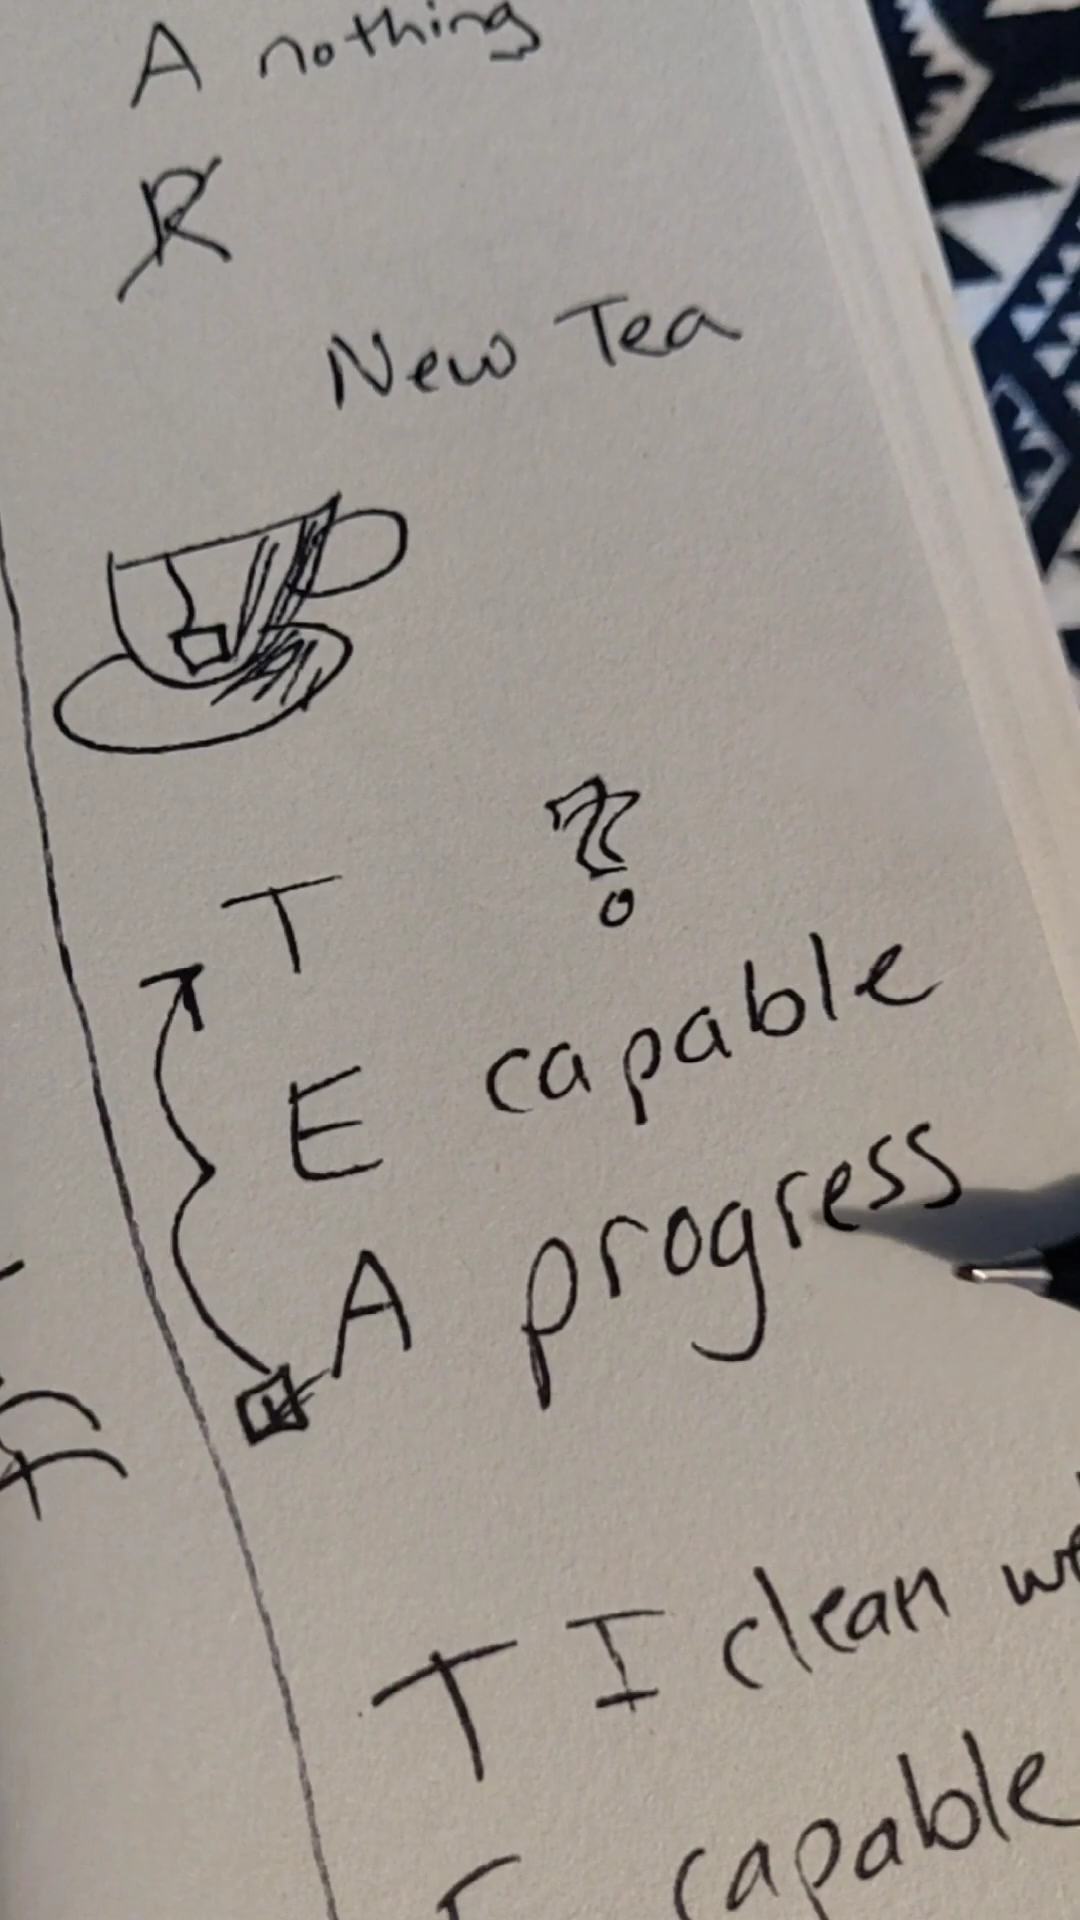 A nothing
R
New Tea
T ?
E capable
A progress
T I clean
capable